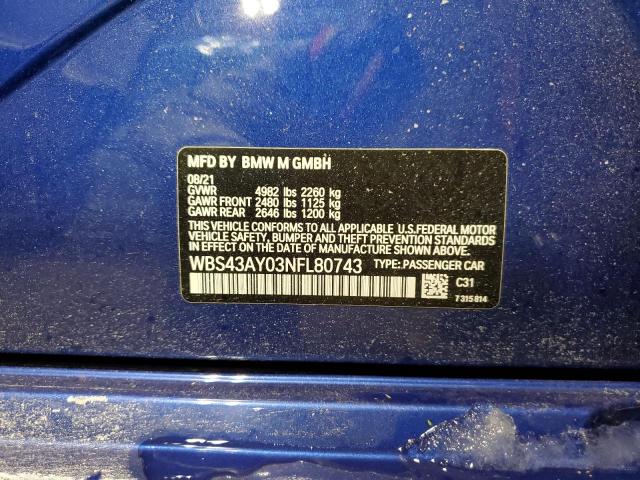 MFD BY BMW M GMBH
08/21
GVWR 4982 lbs 2260 kg
GAWR FRONT 2480 lbs 1125 kg
GAWR REAR 2646 lbs 1200 kg
THIS VEHICLE CONFORMS TO ALL APPLICABLE U.S.FEDERAL MOTOR
VEHICLE SAFETY, BUMPER AND THEFT PREVENTION STANDARDS IN
EFFECT ON THE DATE OF MANUFACTURE SHOWN ABOVE.
WBS43AY03NFL80743 TYPE: PASSENGER CAR
C31
7 315 814